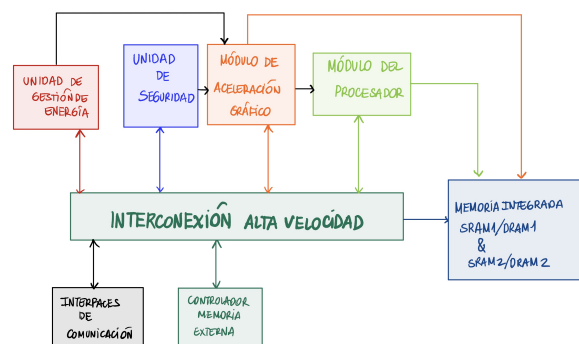 UNIDAD DE
GESTIÓN DE
ENERGÍA
UNIDAD
DE
SEGURIDAD
MÓDULO DE
ACELERACIÓN
GRÁFICO
MÓDULO DEL
PROCESADOR
INTERCONEXIÓN ALTA VELOCIDAD
MEMORIA INTEGRADA
SRAM1/DRAM1
&
SRAM2/DRAM2
INTERFACES
DE
COMUNICACIÓN
CONTROLADOR
MEMORIA
EXTERNA